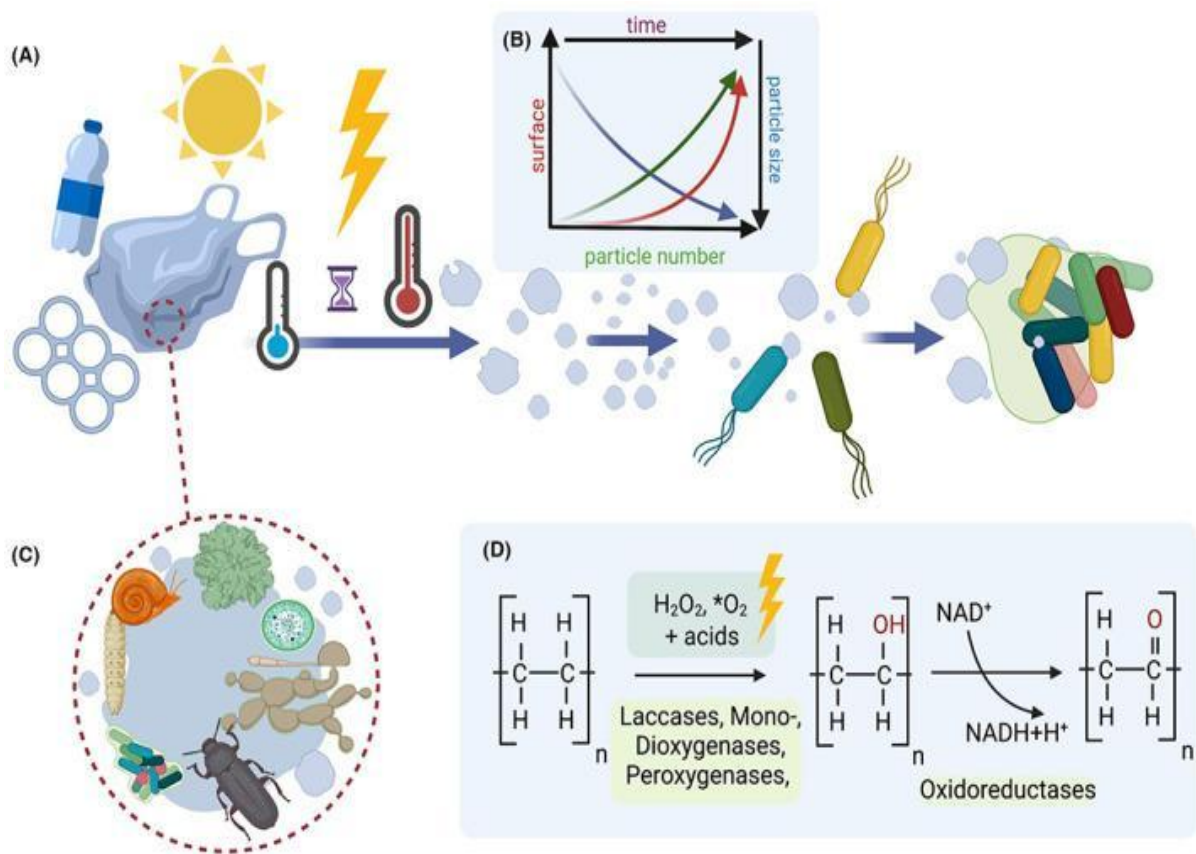 (A)
(B)
time
surface
particle size
particle number
(C)
(D)
H H
C C
H H
n
H₂O₂, *O₂
+ acids
Laccases, Mono-,
Dioxygenases,
Peroxygenases,
H OH
C C
H H
n
NAD⁺
NADH+H⁺
Oxidoreductases
H O
C C
H H
n